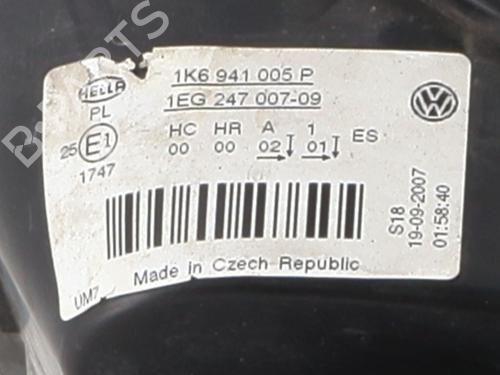 HELLA
1K6 941 005 P
1EG 247 007-09
PL
HC HR A 1 ES
25 E1 00 00 02 01
1747
S18
19-09-2007
01:58:40
UM7
Made in Czech Republic
B-PARTS